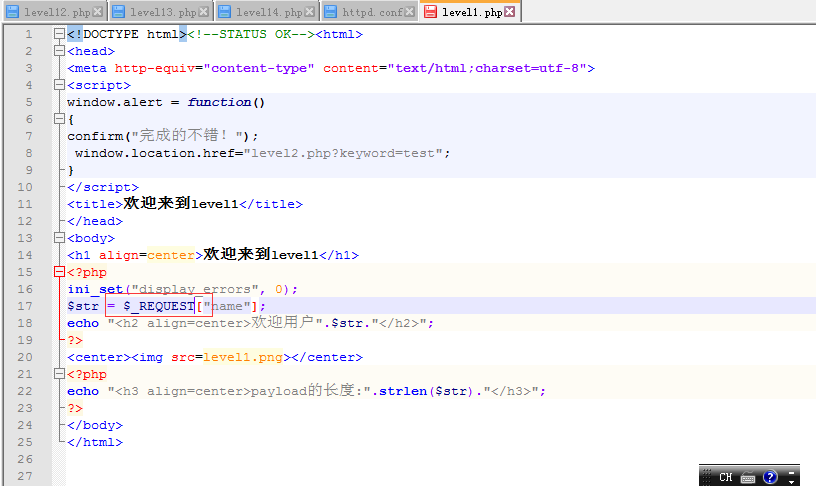 level12.php level13.php level14.php httpd.conf level1.php
1 <!DOCTYPE html><!--STATUS OK--><html>
2 <head>
3 <meta http-equiv="content-type" content="text/html;charset=utf-8">
4 <script>
5 window.alert = function()
6 {
7 confirm("完成的不错！");
8 window.location.href="level2.php?keyword=test";
9 }
10 </script>
11 <title>欢迎来到level1</title>
12 </head>
13 <body>
14 <h1 align=center>欢迎来到level1</h1>
15 <?php
16 ini_set("display_errors", 0);
17 $str = $_REQUEST["name"];
18 echo "<h2 align=center>欢迎用户".$str."</h2>";
19 ?>
20 <center><img src=level1.png></center>
21 <?php
22 echo "<h3 align=center>payload的长度:".strlen($str)."</h3>";
23 ?>
24 </body>
25 </html>
26
27
CH